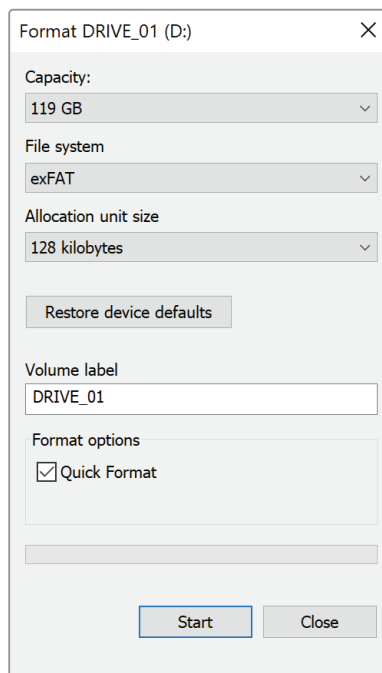 Format DRIVE_01 (D:)
Capacity:
119 GB
File system
exFAT
Allocation unit size
128 kilobytes
Restore device defaults
Volume label
DRIVE_01
Format options
Quick Format
Start Close